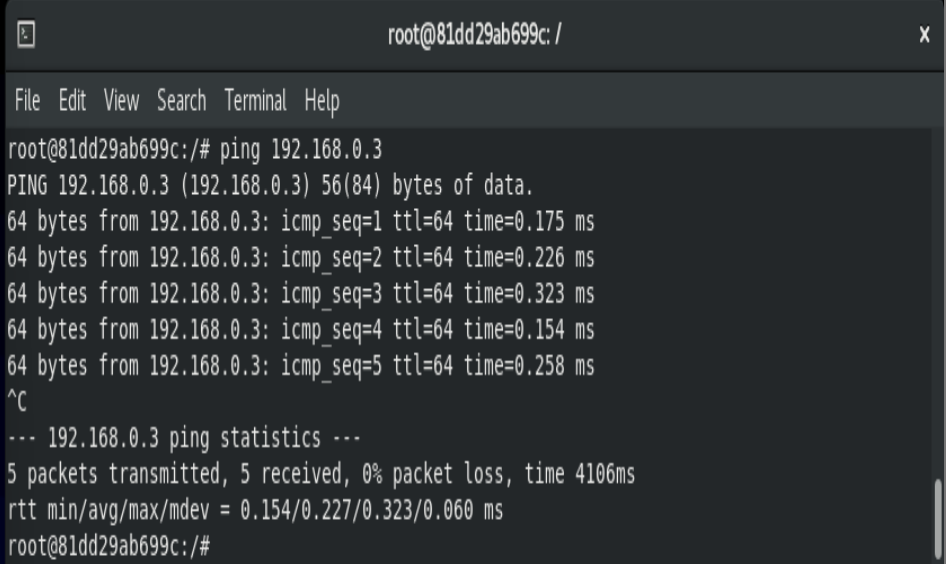 root@81dd29ab699c: /
x
File Edit View Search Terminal Help
root@81dd29ab699c:/# ping 192.168.0.3
PING 192.168.0.3 (192.168.0.3) 56(84) bytes of data.
64 bytes from 192.168.0.3: icmp_seq=1 ttl=64 time=0.175 ms
64 bytes from 192.168.0.3: icmp_seq=2 ttl=64 time=0.226 ms
64 bytes from 192.168.0.3: icmp_seq=3 ttl=64 time=0.323 ms
64 bytes from 192.168.0.3: icmp_seq=4 ttl=64 time=0.154 ms
64 bytes from 192.168.0.3: icmp_seq=5 ttl=64 time=0.258 ms
^C
--- 192.168.0.3 ping statistics ---
5 packets transmitted, 5 received, 0% packet loss, time 4106ms
rtt min/avg/max/mdev = 0.154/0.227/0.323/0.060 ms
root@81dd29ab699c:/#